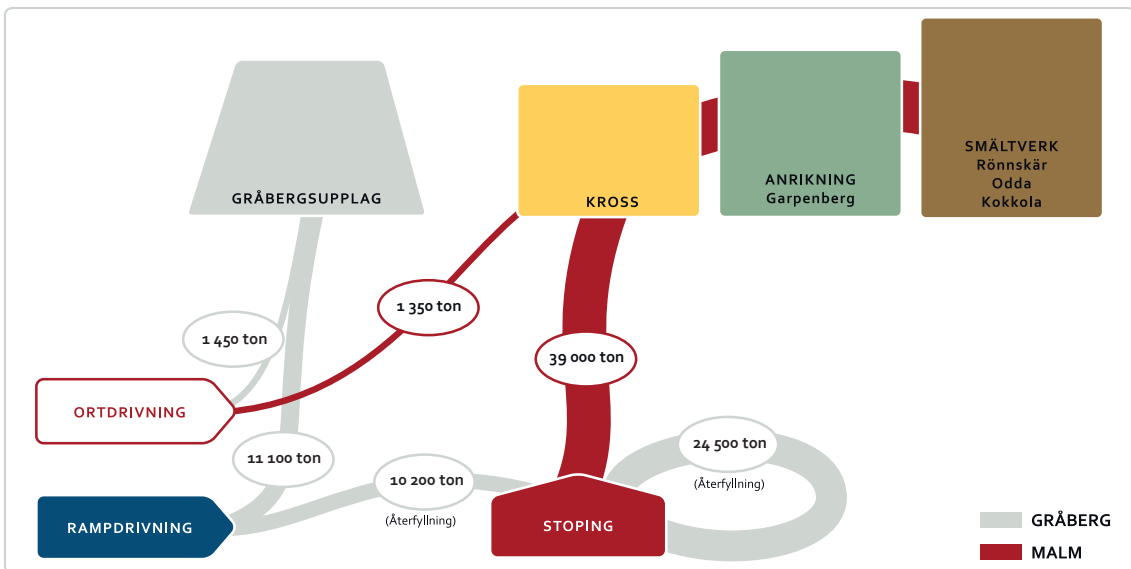 GRÅBERGSUPPLAG
KROSS
ANRIKNING
Garpenberg
SMÄLTVERK
Rönnskär
Odda
Kokkola
1 450 ton
1 350 ton
39 000 ton
ORTDRIVNING
11 100 ton
10 200 ton
(Återfyllning)
24 500 ton
(Återfyllning)
RAMPDRIVNING
STOPING
GRÅBERG
MALM